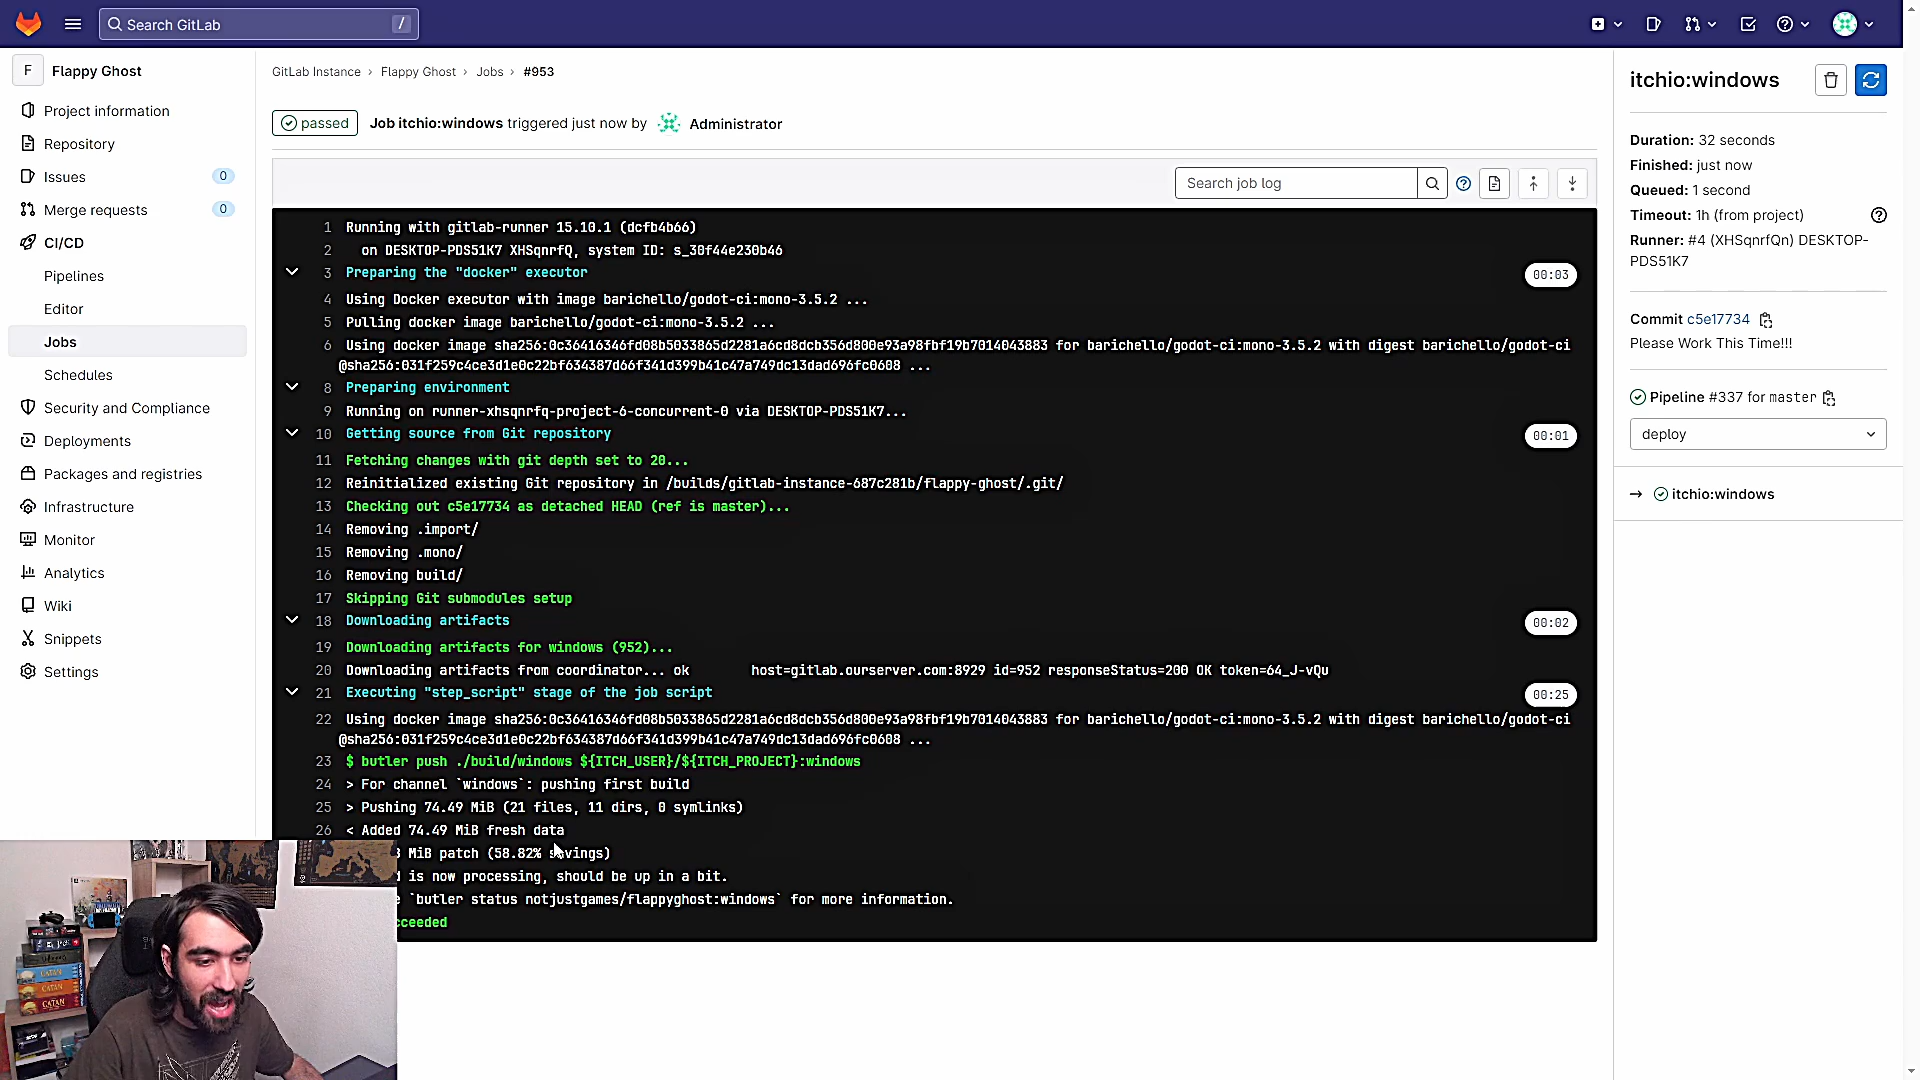 Search GitLab /
F Flappy Ghost
Project information
Repository
Issues 0
Merge requests 0
CI/CD
Pipelines
Editor
Jobs
Schedules
Security and Compliance
Deployments
Packages and registries
Infrastructure
Monitor
Analytics
Wiki
Snippets
Settings
GitLab Instance › Flappy Ghost › Jobs › #953
passed Job itchio:windows triggered just now by Administrator
Search job log
1 Running with gitlab-runner 15.10.1 (dcfb4b66)
2 on DESKTOP-PDS51K7 XHSqnrfQ, system ID: s_30f44e230b46
3 Preparing the "docker" executor 00:03
4 Using Docker executor with image barichello/godot-ci:mono-3.5.2 ...
5 Pulling docker image barichello/godot-ci:mono-3.5.2 ...
6 Using docker image sha256:0c36416346fd08b5033865d2281a6cd8dcb356d800e93a98fbf19b7014043883 for barichello/godot-ci:mono-3.5.2 with digest barichello/godot-ci
@sha256:031f259c4ce3d1e0c22bf634387d66f341d399b41c47a749dc13dad696fc0608 ...
8 Preparing environment
9 Running on runner-xhsqnrfq-project-6-concurrent-0 via DESKTOP-PDS51K7...
10 Getting source from Git repository 00:01
11 Fetching changes with git depth set to 20...
12 Reinitialized existing Git repository in /builds/gitlab-instance-687c281b/flappy-ghost/.git/
13 Checking out c5e17734 as detached HEAD (ref is master)...
14 Removing .import/
15 Removing .mono/
16 Removing build/
17 Skipping Git submodules setup
18 Downloading artifacts 00:02
19 Downloading artifacts for windows (952)...
20 Downloading artifacts from coordinator... ok host=gitlab.ourserver.com:8929 id=952 responseStatus=200 OK token=64_J-vQu
21 Executing "step_script" stage of the job script 00:25
22 Using docker image sha256:0c36416346fd08b5033865d2281a6cd8dcb356d800e93a98fbf19b7014043883 for barichello/godot-ci:mono-3.5.2 with digest barichello/godot-ci
@sha256:031f259c4ce3d1e0c22bf634387d66f341d399b41c47a749dc13dad696fc0608 ...
23 $ butler push ./build/windows ${ITCH_USER}/${ITCH_PROJECT}:windows
24 > For channel `windows`: pushing first build
25 > Pushing 74.49 MiB (21 files, 11 dirs, 0 symlinks)
26 < Added 74.49 MiB fresh data
MiB patch (58.82% savings)
is now processing, should be up in a bit.
`butler status notjustgames/flappyghost:windows` for more information.
cceeded
itchio:windows
Duration: 32 seconds
Finished: just now
Queued: 1 second
Timeout: 1h (from project)
Runner: #4 (XHSqnrfQn) DESKTOP-
PDS51K7
Commit c5e17734
Please Work This Time!!!
Pipeline #337 for master
deploy
→ itchio:windows
CATAN
CATAN
CATAN